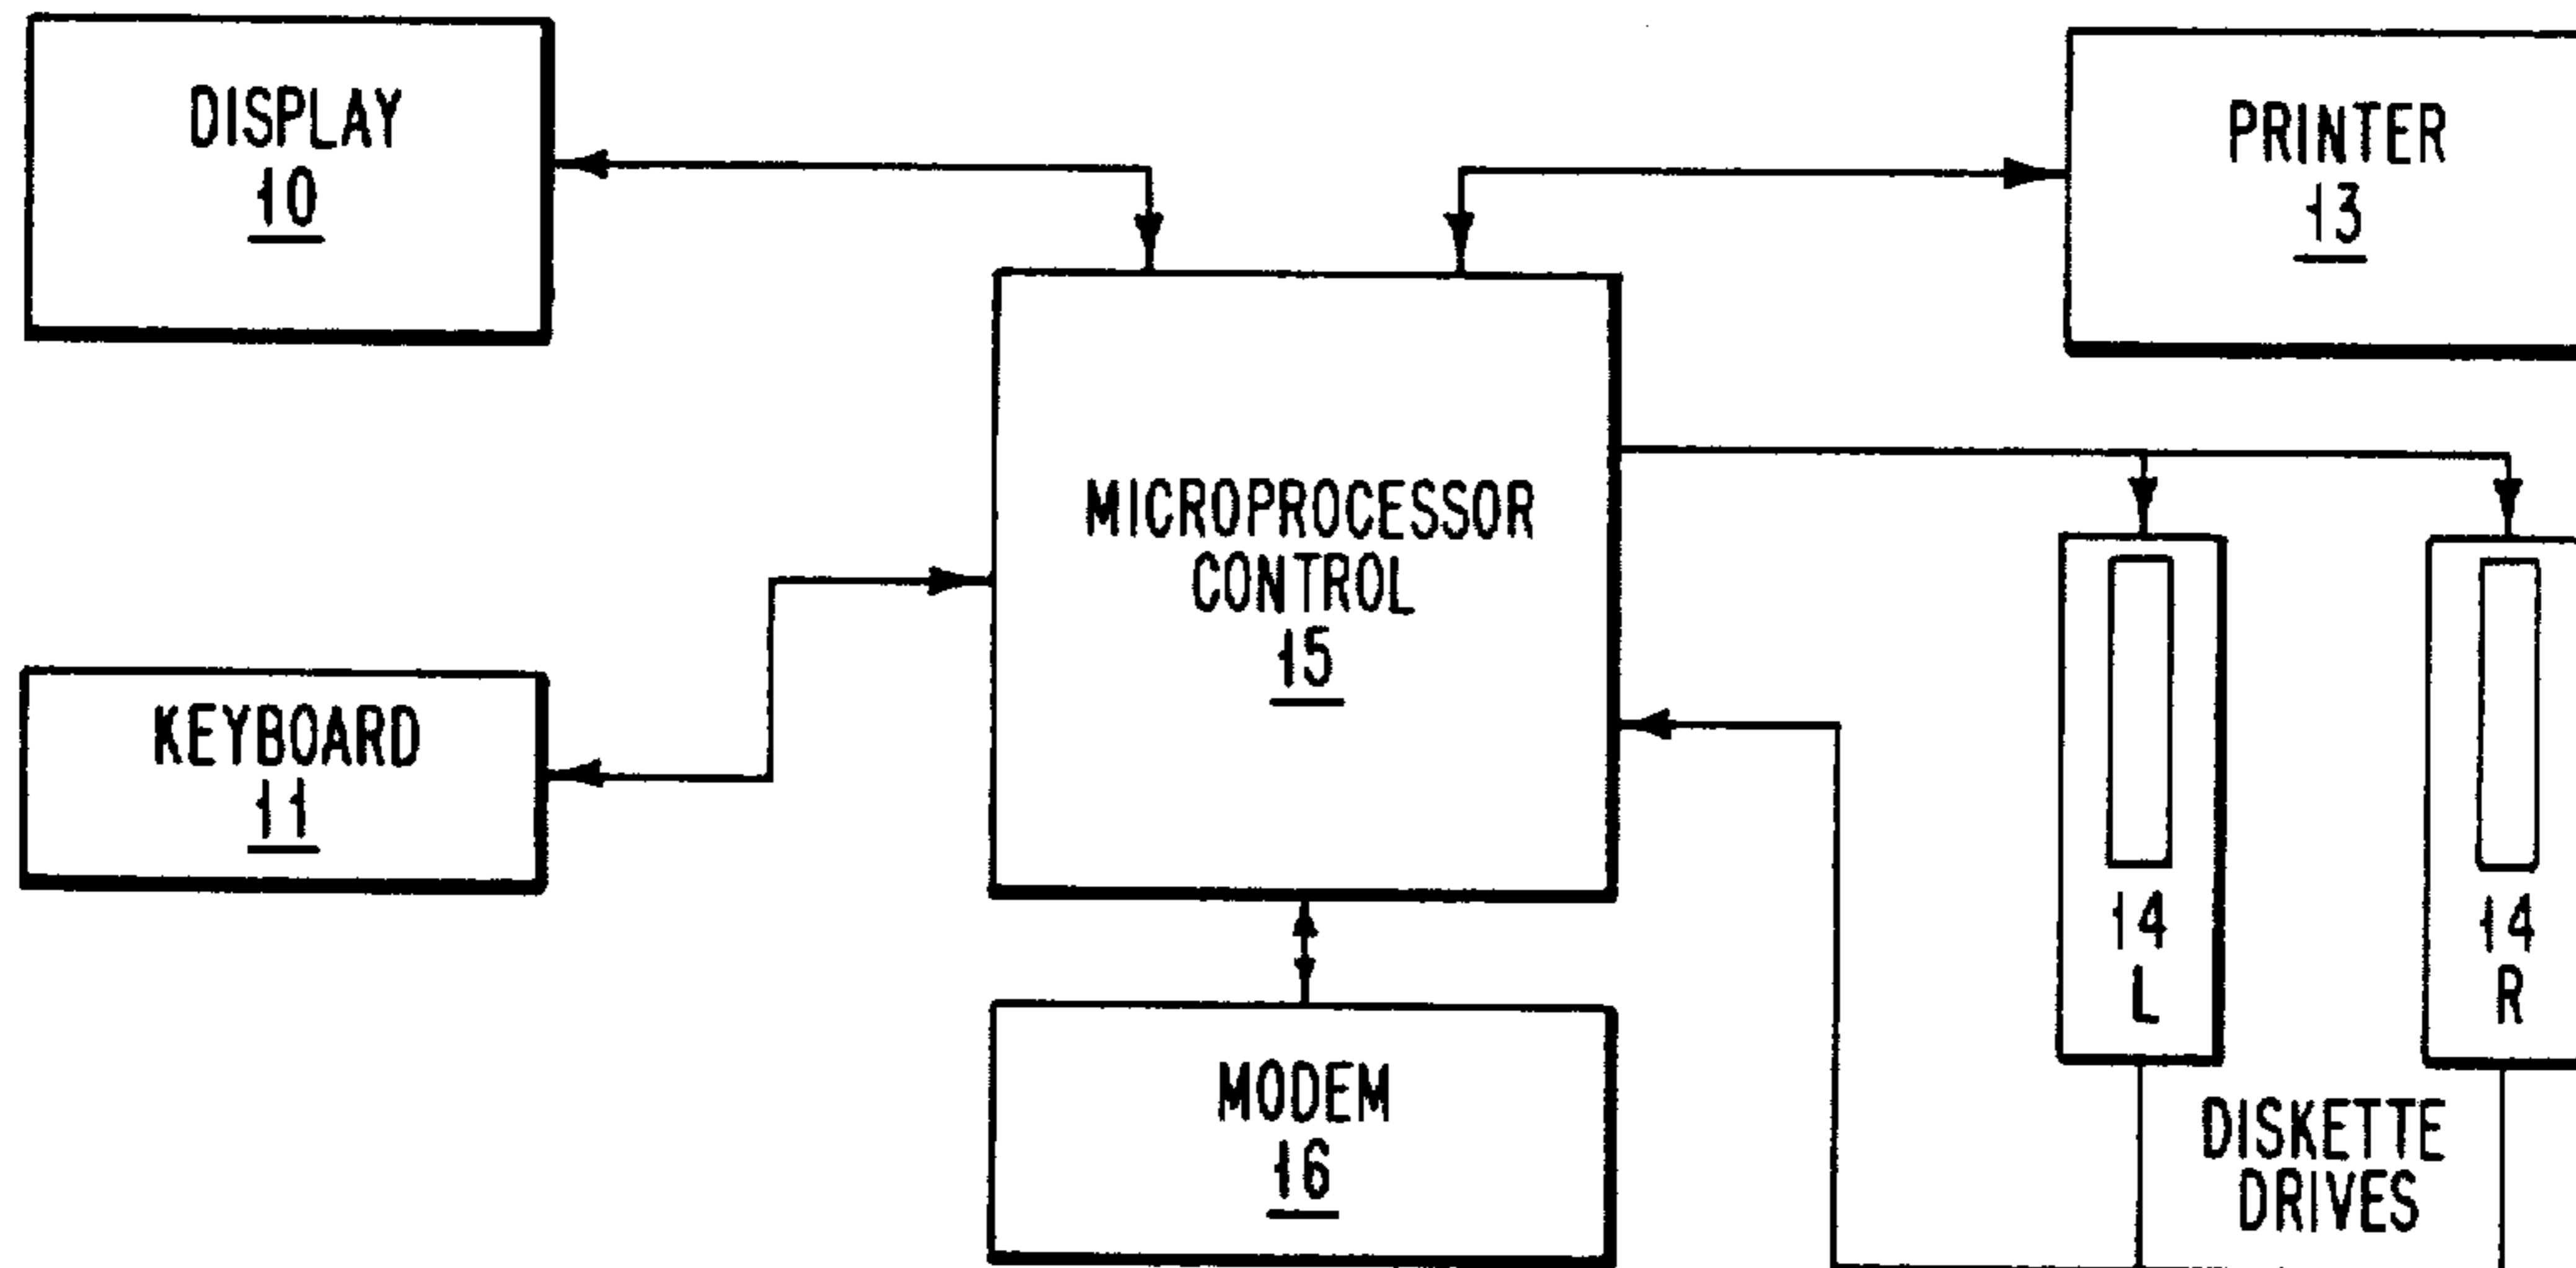 DISPLAY
10
PRINTER
13
MICROPROCESSOR
CONTROL
15
KEYBOARD
11
14
L
14
R
MODEM
16
DISKETTE
DRIVES